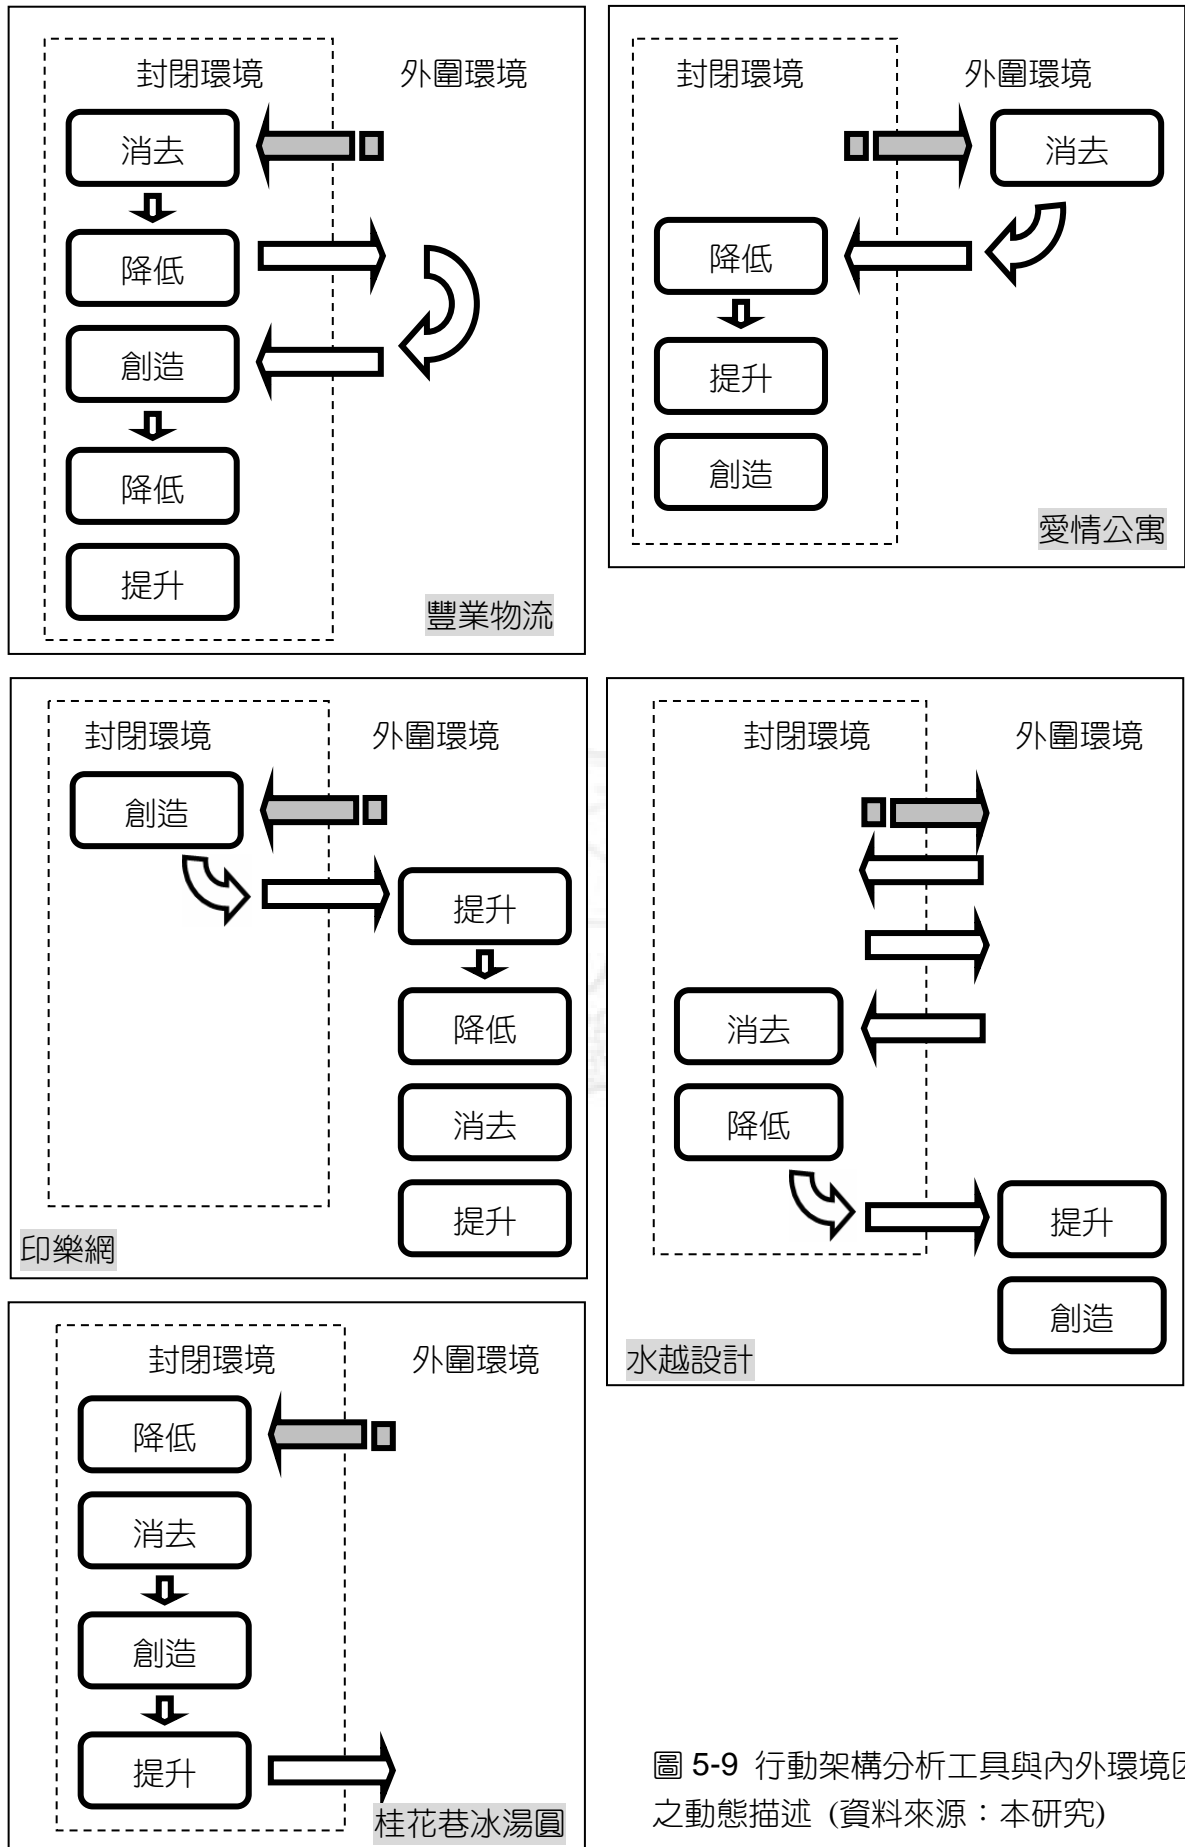 封閉環境 外圍環境
消去
降低
創造
降低
提升
豐業物流
封閉環境 外圍環境
消去
降低
提升
創造
愛情公寓
封閉環境 外圍環境
創造
提升
降低
消去
提升
印樂網
封閉環境 外圍環境
消去
降低
提升
創造
水越設計
封閉環境 外圍環境
降低
消去
創造
提升
桂花巷冰湯圓
圖 5-9 行動架構分析工具與內外環境因
之動態描述 (資料來源：本研究)